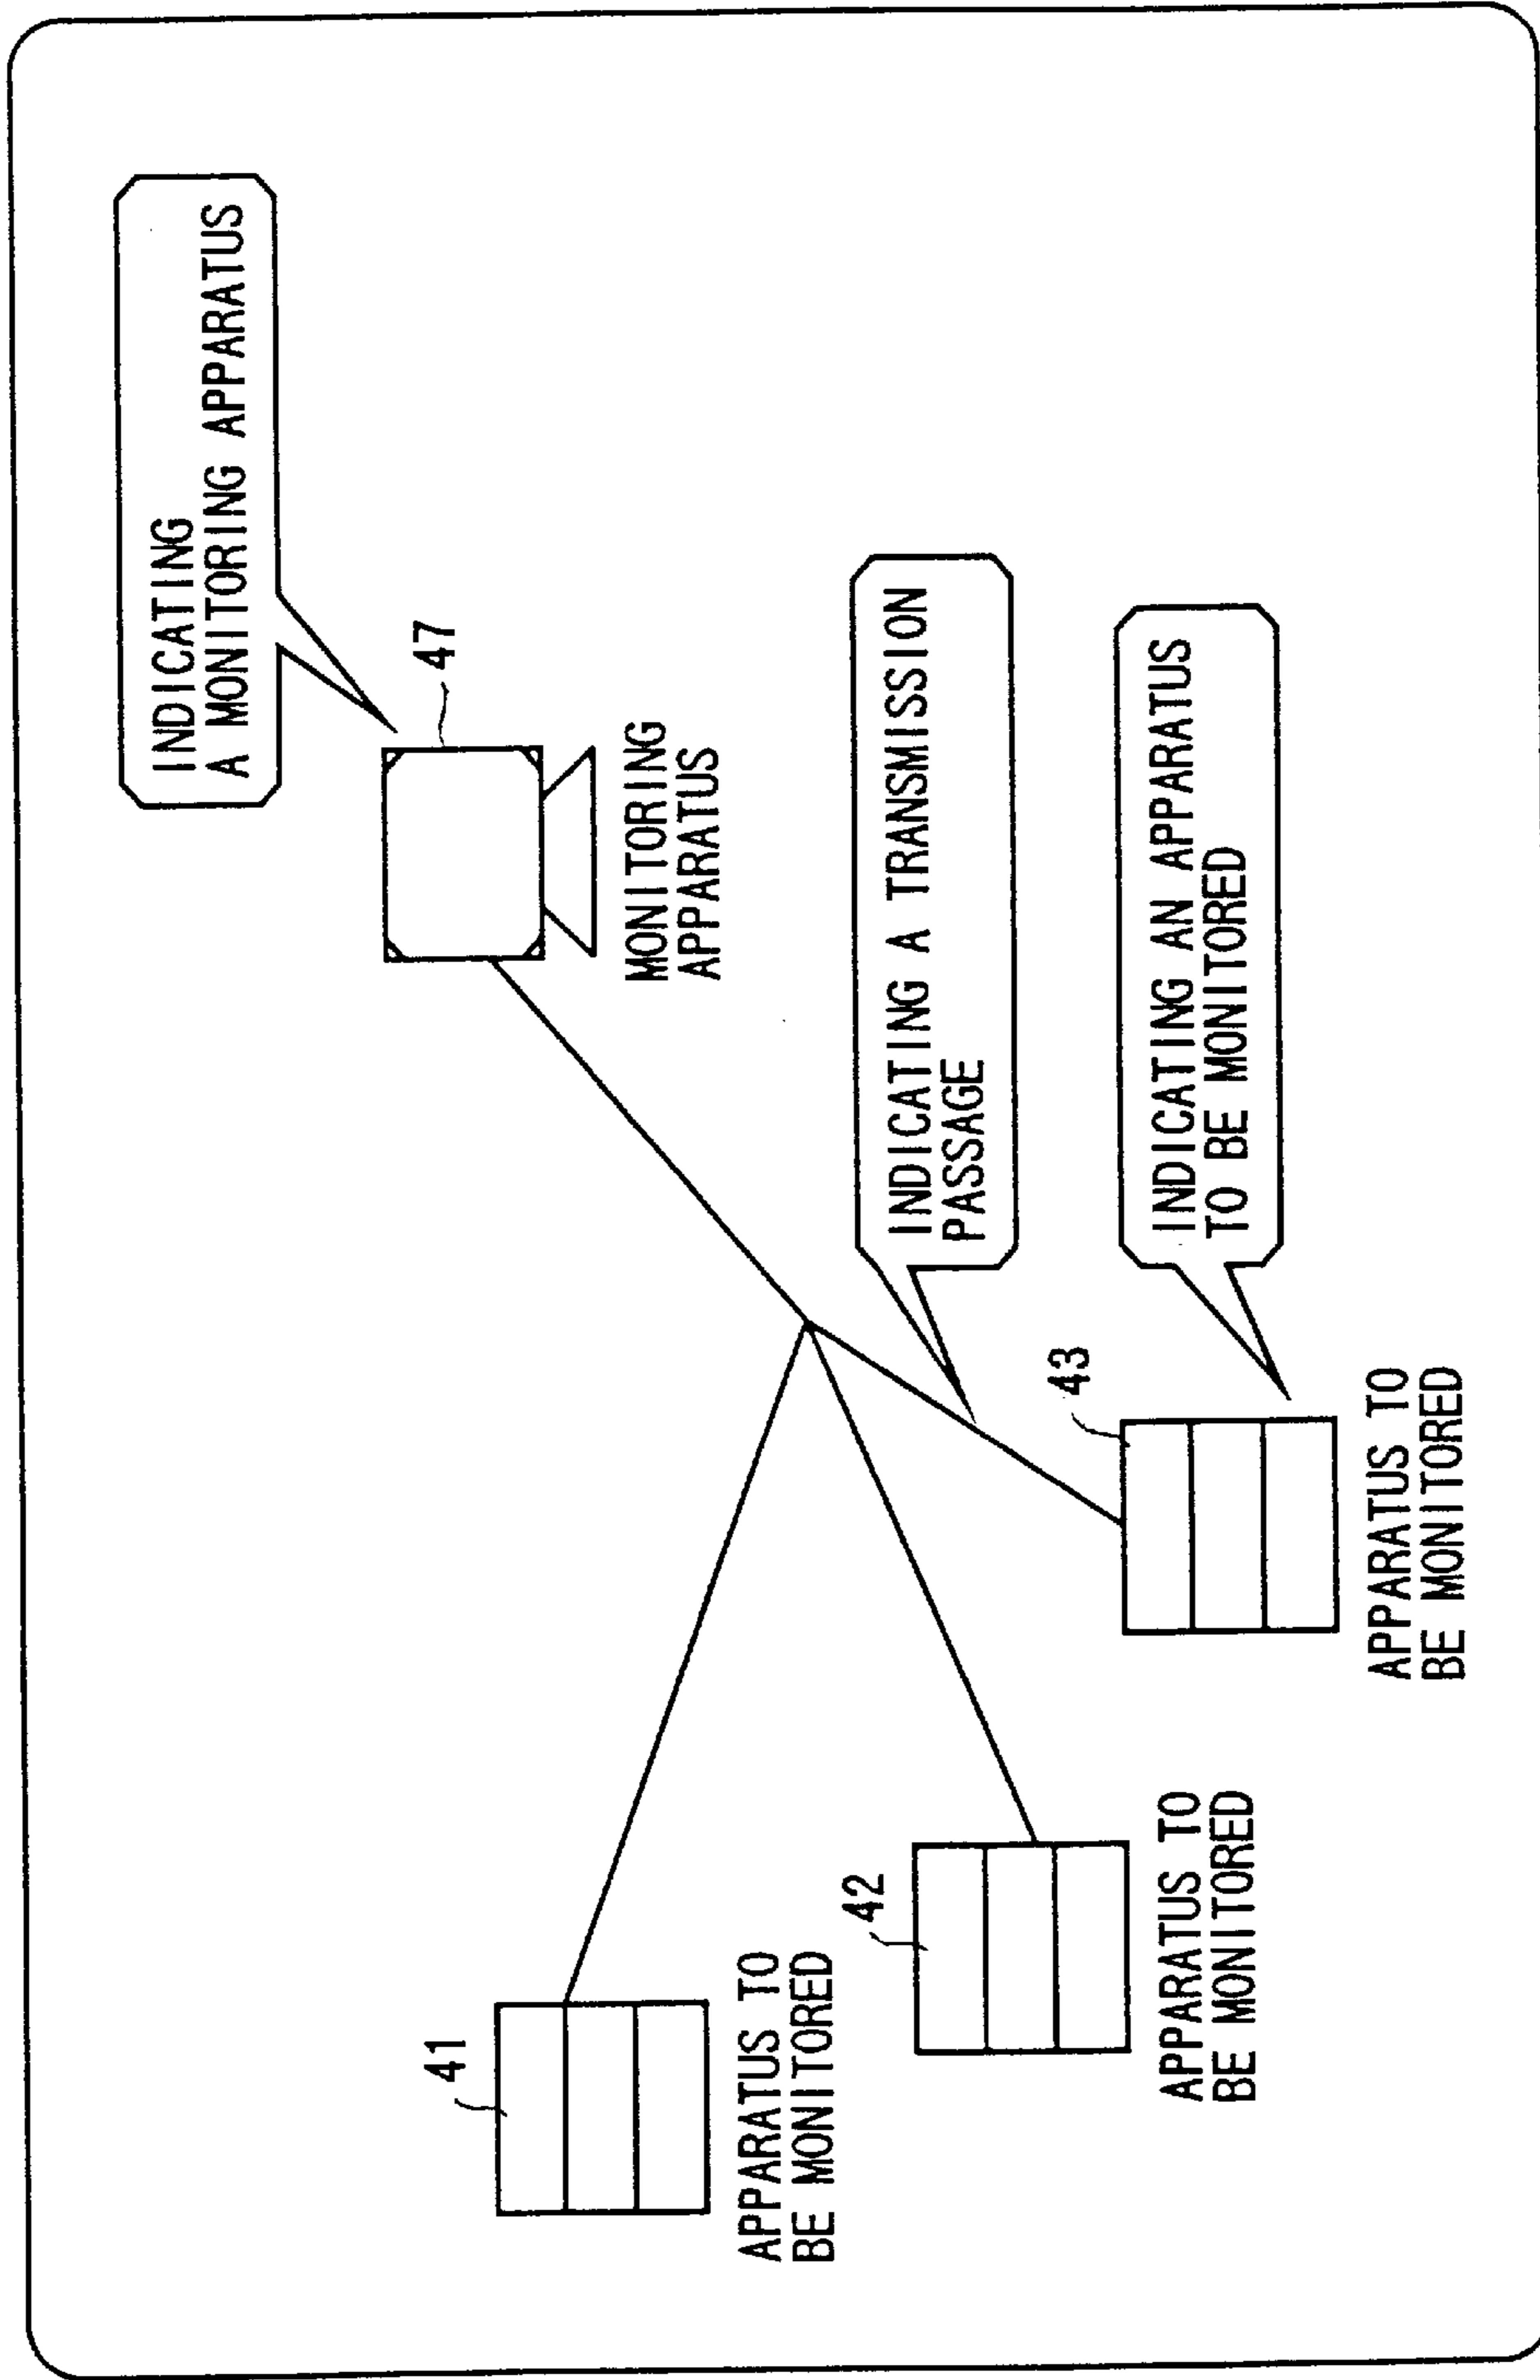 INDICATING
A MONITORING APPARATUS
47
MONITORING
APPARATUS
41
APPARATUS TO
BE MONITORED
42
APPARATUS TO
BE MONITORED
INDICATING A TRANSMISSION
PASSAGE
43
INDICATING AN APPARATUS
TO BE MONITORED
APPARATUS TO
BE MONITORED